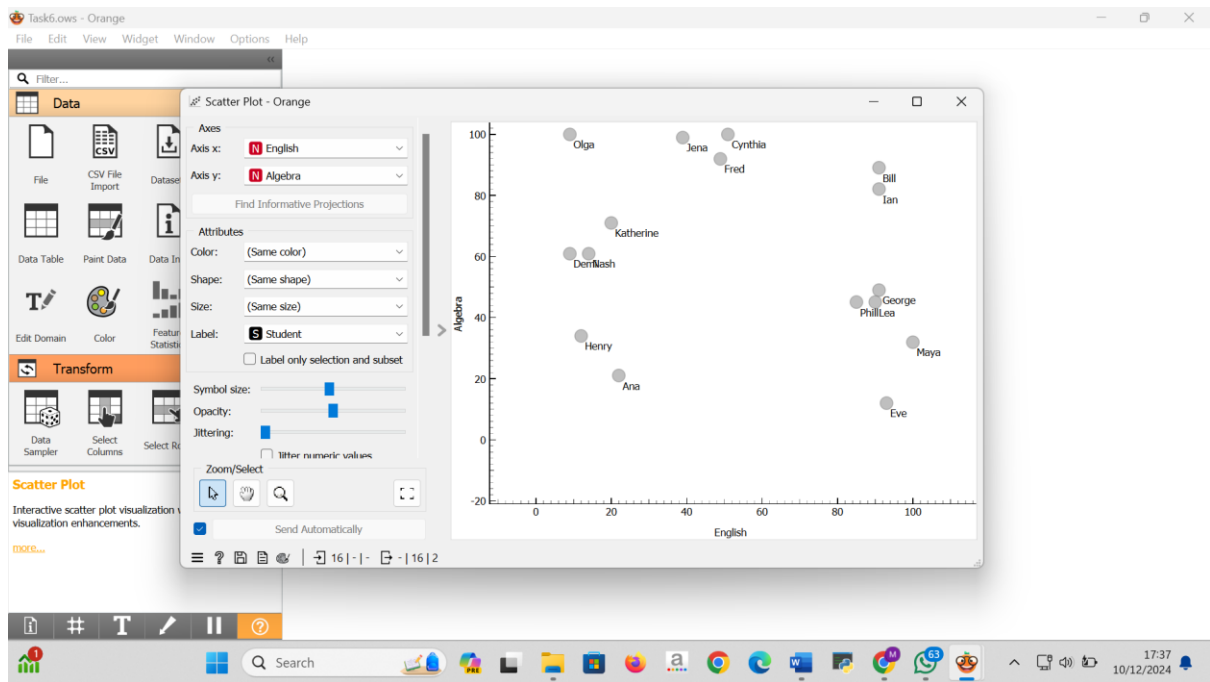 Task6.ows - Orange
File Edit View Widget Window Options Help
Filter...
Data
File
CSV File Import
Datase
Data Table
Paint Data
Data In
Edit Domain
Color
Featur
Statisti
Transform
Data Sampler
Select Columns
Select Ro
Scatter Plot
Interactive scatter plot visualization
visualization enhancements.
more...
Scatter Plot - Orange
Axes
Axis x: N English
Axis y: N Algebra
Find Informative Projections
Attributes
Color: (Same color)
Shape: (Same shape)
Size: (Same size)
Label: S Student
Label only selection and subset
Symbol size:
Opacity:
Jittering:
Jitter numeric values
Zoom/Select
Send Automatically
16 | - | - - | 16 | 2
100
80
60
40
20
0
-20
Algebra
Olga
Jena
Cynthia
Fred
Bill
Ian
Katherine
Nash
George
Phill
Lea
Henry
Maya
Ana
Eve
0 20 40 60 80 100
English
1
Search
PRE
a
M
63
17:37
10/12/2024